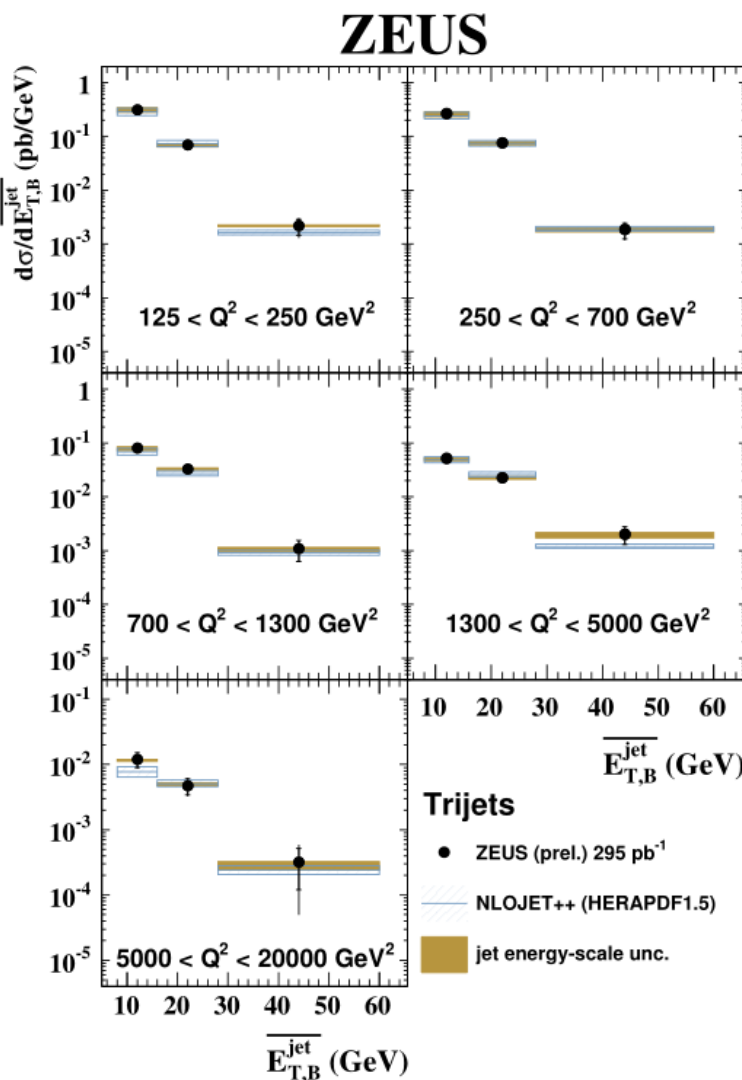 ZEUS
dσ/dE_{T,B}^{jet} (pb/GeV)
1
10^{-1}
10^{-2}
10^{-3}
10^{-4}
10^{-5}
125 < Q² < 250 GeV²
250 < Q² < 700 GeV²
1
10^{-1}
10^{-2}
10^{-3}
10^{-4}
10^{-5}
700 < Q² < 1300 GeV²
1300 < Q² < 5000 GeV²
10 20 30 40 50 60
E_{T,B}^{jet} (GeV)
10^{-1}
10^{-2}
10^{-3}
10^{-4}
10^{-5}
5000 < Q² < 20000 GeV²
10 20 30 40 50 60
E_{T,B}^{jet} (GeV)
Trijets
ZEUS (prel.) 295 pb^{-1}
NLOJET++ (HERAPDF1.5)
jet energy-scale unc.